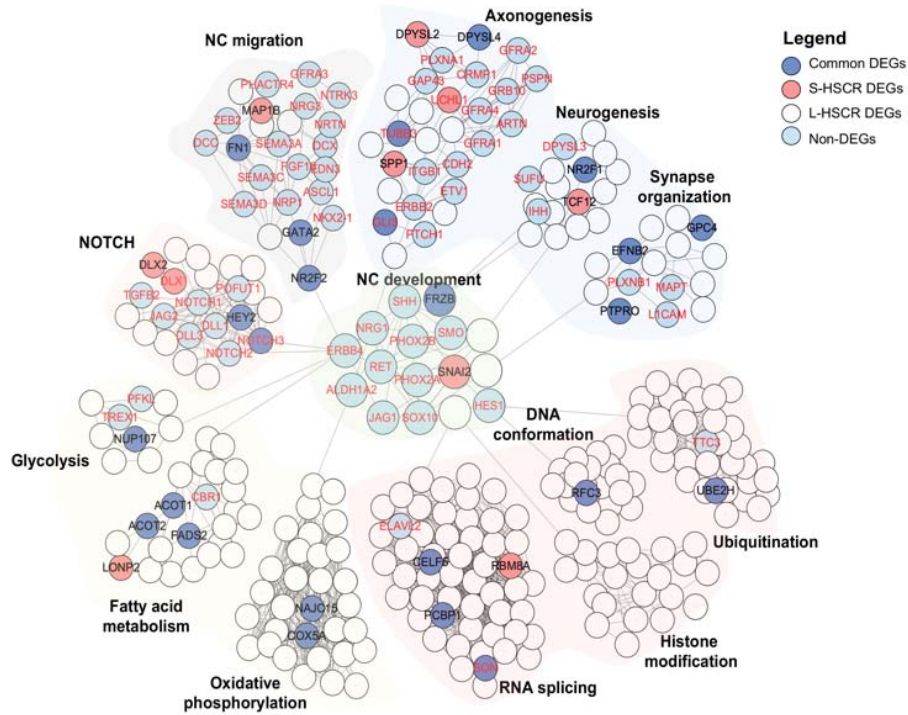 Axonogenesis
NC migration
Legend
Common DEGs
S-HSCR DEGs
L-HSCR DEGs
Non-DEGs
DPYSL2
DPYSL4
PLXNA1
GFRA2
GAP43
CRMP1
PSPN
GRB10
GFRA4
ARTN
TUBB3
GFRA1
SPP1
ITGB1
CDH2
ETV1
ERBB2
PTCH1
GFRA3
PHACTR4
NTRK3
MAP1B
NRG3
ZEB2
NRTN
DCC
FN1
SEMA3A
DCX
EDN3
SEMA3C
ASCL1
SEMA3D
NRP1
NKX2-1
GATA2
NR2F2
Neurogenesis
DPYSL3
NR2F1
SUFU
TCF12
IHH
Synapse
organization
GPC4
EFNB2
PLXNB1
MAPT
PTPRO
L1CAM
NOTCH
DLX2
DLX
TGFB2
POFUT1
NOTCH1
JAG2
HEY2
DLL1
DLL3
NOTCH3
NOTCH2
NC development
SHH
FRZB
NRG1
SMO
PHOX2B
ERBB4
RET
SNAI2
ALDH1A2
PHOX2A
JAG1
SOX10
HES1
PFKL
TREX1
NUP107
Glycolysis
CBR1
ACOT1
ACOT2
FADS2
LONP2
Fatty acid
metabolism
NAJC15
COX5A
Oxidative
phosphorylation
ELAVL2
RBM8A
PCBP1
SON
RNA splicing
DNA
conformation
RFC3
TTC3
UBE2H
Ubiquitination
Histone
modification